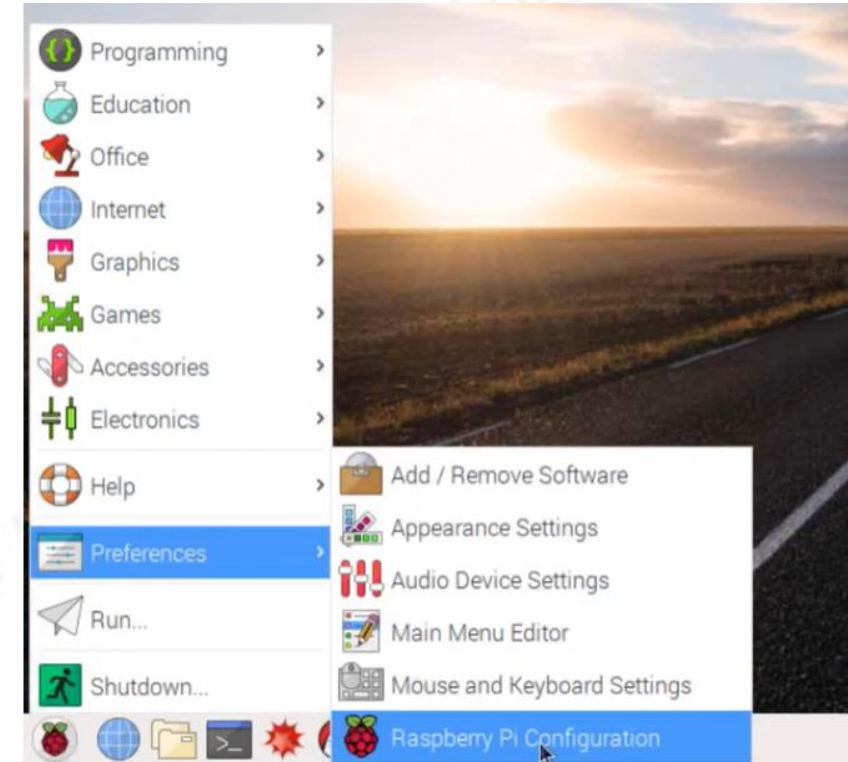 Programming
Education
Office
Internet
Graphics
Games
Accessories
Electronics
Help
Preferences
Run...
Shutdown...
Add / Remove Software
Appearance Settings
Audio Device Settings
Main Menu Editor
Mouse and Keyboard Settings
Raspberry Pi Configuration